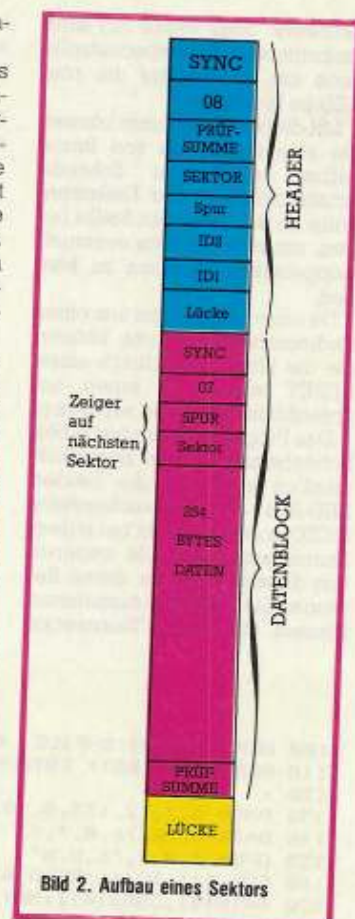 SYNC
08
PRÜF-
SUMME
SEKTOR
Spur
ID2
ID1
Lücke
HEADER
SYNC
07
Zeiger
auf
nächsten
Sektor
SPUR
Sektor
254
BYTES
DATEN
DATENBLOCK
PRÜF-
SUMME
LÜCKE
Bild 2. Aufbau eines Sektors